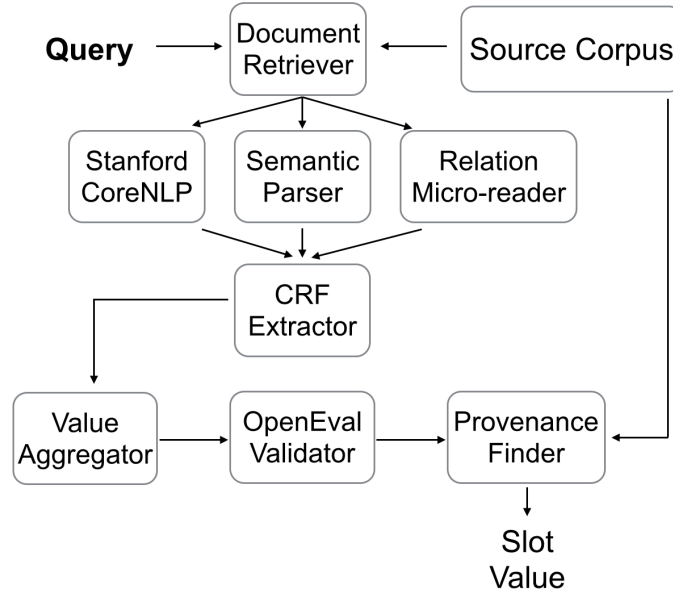 Query
Document
Retriever
Source Corpus
Stanford
CoreNLP
Semantic
Parser
Relation
Micro-reader
CRF
Extractor
Value
Aggregator
OpenEval
Validator
Provenance
Finder
Slot
Value